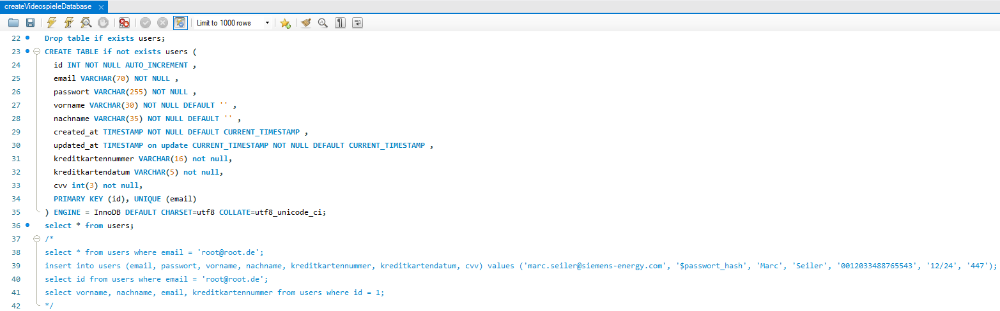 createVideospieleDatabase
Limit to 1000 rows
22 Drop table if exists users;
23 CREATE TABLE if not exists users (
24 id INT NOT NULL AUTO_INCREMENT ,
25 email VARCHAR(70) NOT NULL ,
26 passwort VARCHAR(255) NOT NULL ,
27 vorname VARCHAR(30) NOT NULL DEFAULT '' ,
28 nachname VARCHAR(35) NOT NULL DEFAULT '' ,
29 created_at TIMESTAMP NOT NULL DEFAULT CURRENT_TIMESTAMP ,
30 updated_at TIMESTAMP on update CURRENT_TIMESTAMP NOT NULL DEFAULT CURRENT_TIMESTAMP ,
31 kreditkartennummer VARCHAR(16) not null,
32 kreditkartendatum VARCHAR(5) not null,
33 cvv int(3) not null,
34 PRIMARY KEY (id), UNIQUE (email)
35 ) ENGINE = InnoDB DEFAULT CHARSET=utf8 COLLATE=utf8_unicode_ci;
36 select * from users;
37 /*
38 select * from users where email = 'root@root.de';
39 insert into users (email, passwort, vorname, nachname, kreditkartennummer, kreditkartendatum, cvv) values ('marc.seiler@siemens-energy.com', '$passwort_hash', 'Marc', 'Seiler', '0012033488765543', '12/24', '447');
40 select id from users where email = 'root@root.de';
41 select vorname, nachname, email, kreditkartennummer from users where id = 1;
42 */